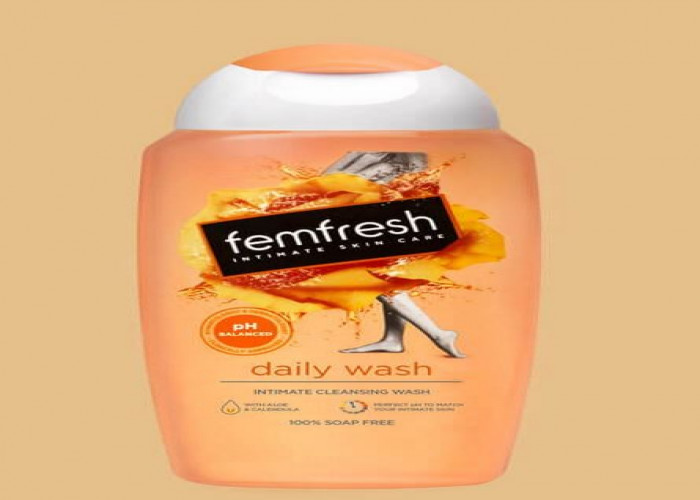 femfresh
INTIMATE SKIN CARE
pH
BALANCED
daily wash
INTIMATE CLEANSING WASH
WITH ALOE
& CALENDULA
PERFECT pH TO MATCH
YOUR INTIMATE SKIN
100% SOAP FREE